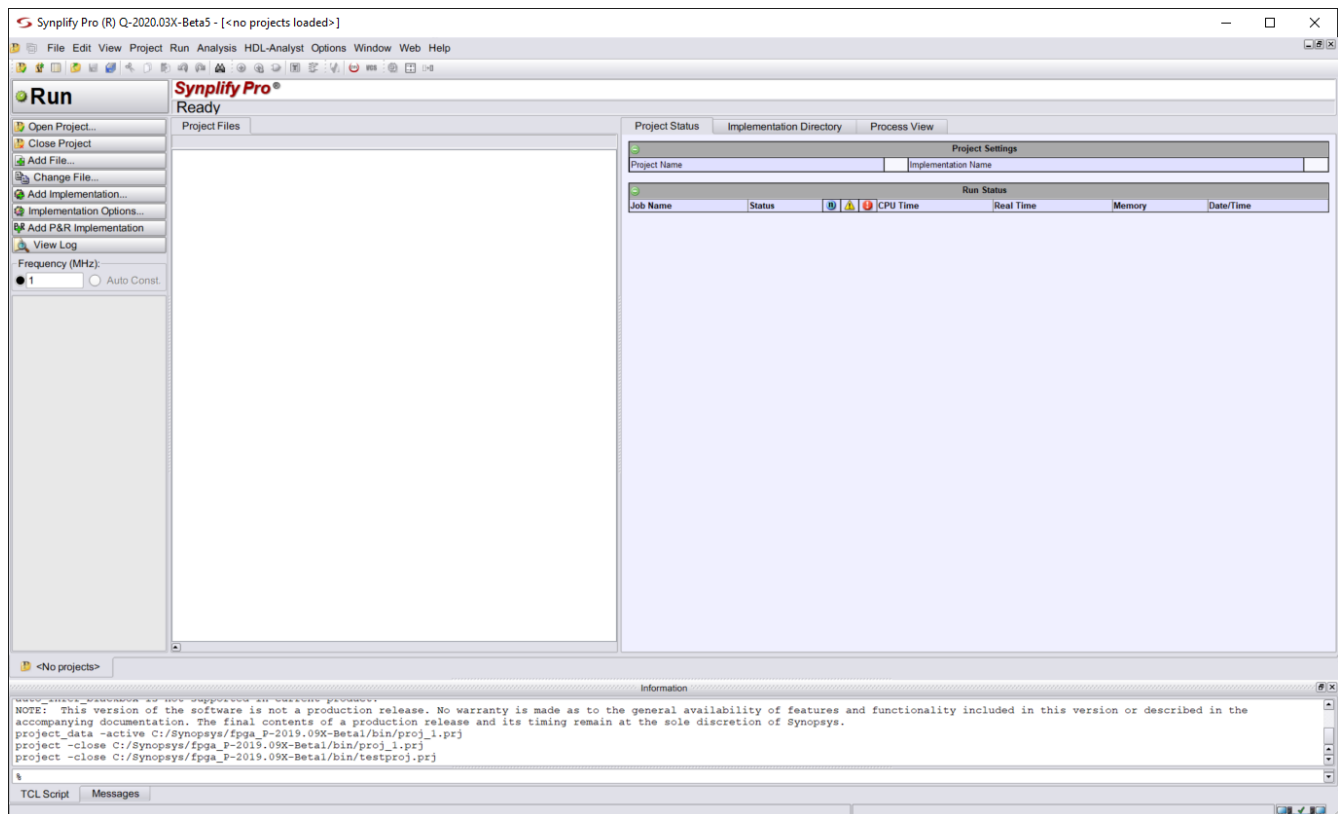 Synplify Pro (R) Q-2020.03X-Beta5 - [<no projects loaded>]
File Edit View Project Run Analysis HDL-Analyst Options Window Web Help
Run
Synplify Pro®
Ready
Open Project...
Close Project
Add File...
Change File...
Add Implementation...
Implementation Options...
Add P&R Implementation
View Log
Frequency (MHz):
1 Auto Const.
Project Files
Project Status Implementation Directory Process View
Project Settings
Project Name Implementation Name
Run Status
Job Name Status CPU Time Real Time Memory Date/Time
<No projects>
Information
auto_infer_blackbox is not supported in current product.
NOTE: This version of the software is not a production release. No warranty is made as to the general availability of features and functionality included in this version or described in the
accompanying documentation. The final contents of a production release and its timing remain at the sole discretion of Synopsys.
project_data -active C:/Synopsys/fpga_P-2019.09X-Beta1/bin/proj_1.prj
project -close C:/Synopsys/fpga_P-2019.09X-Beta1/bin/proj_1.prj
project -close C:/Synopsys/fpga_P-2019.09X-Beta1/bin/testproj.prj
%
TCL Script Messages